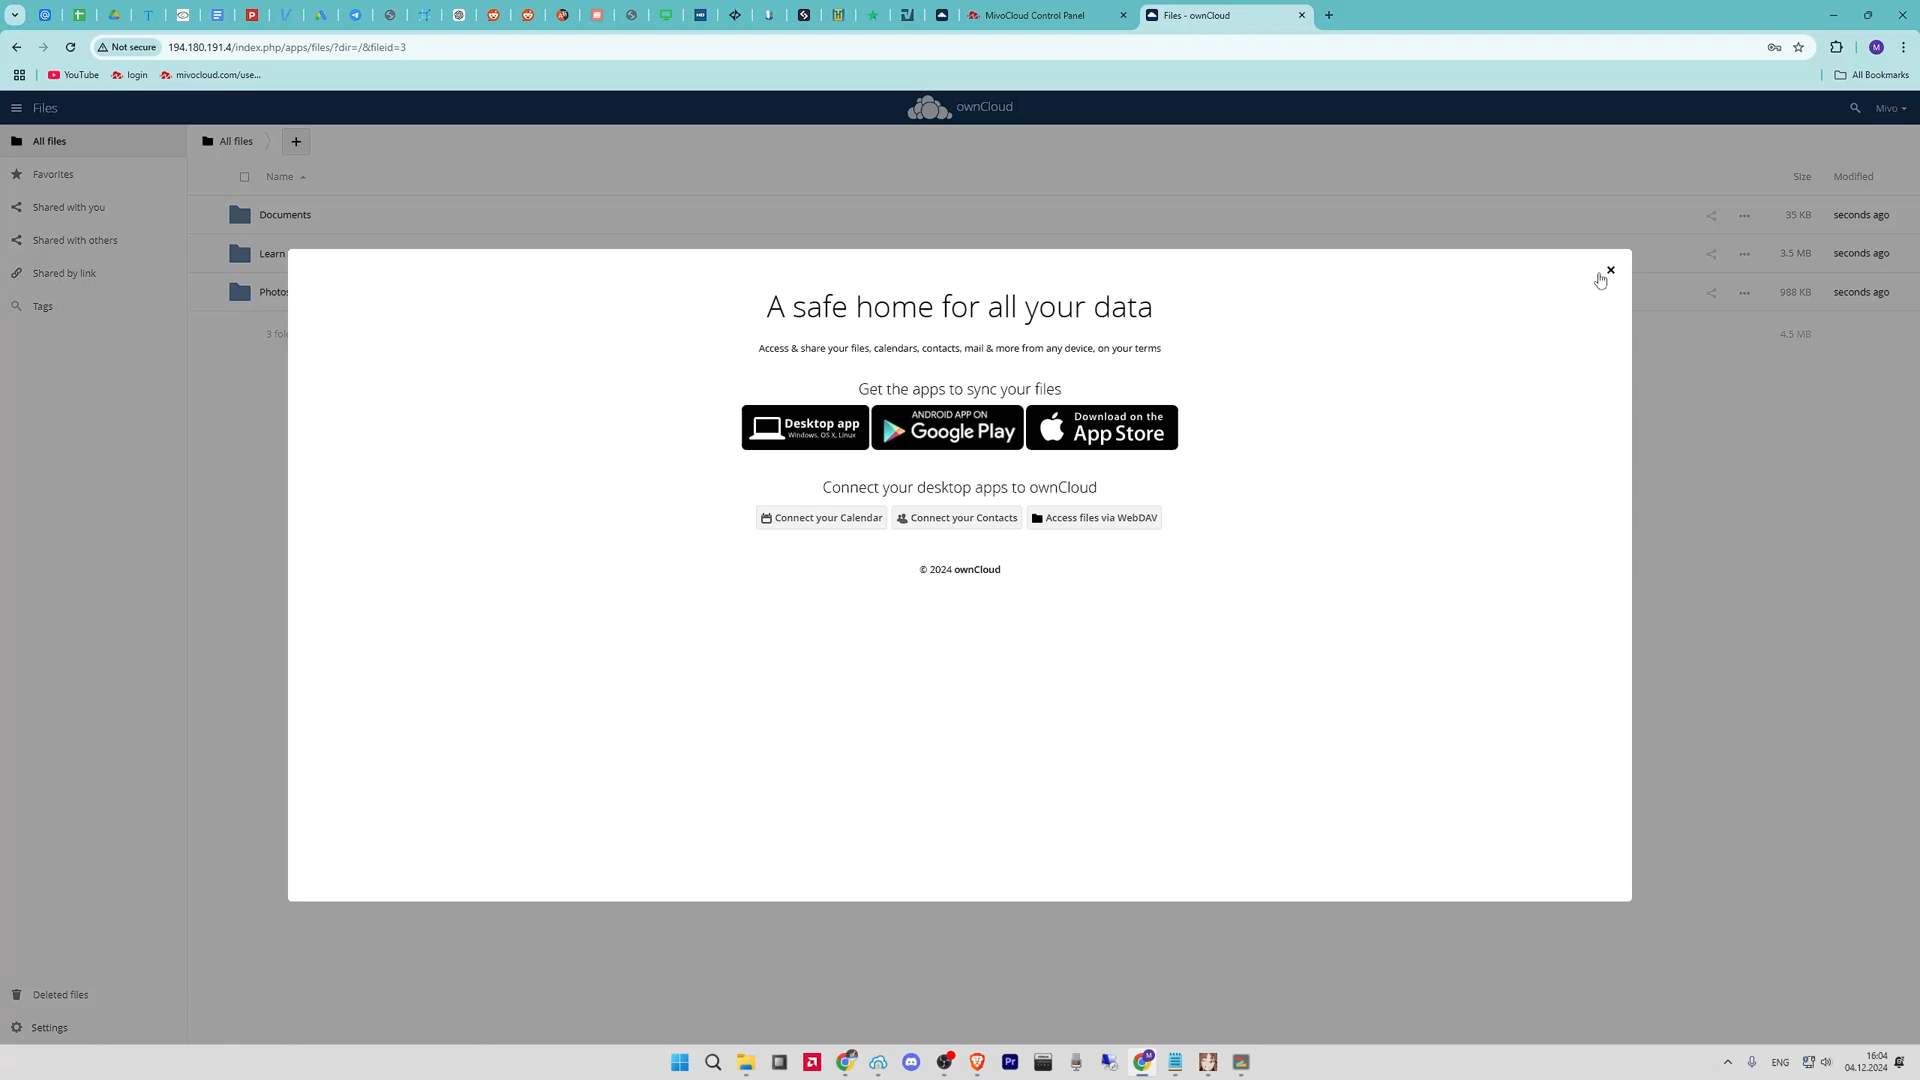 MivoCloud Control Panel
Files - ownCloud
Not secure
194.180.191.4/index.php/apps/files/?dir=/&fileid=3
YouTube
login
mivocloud.com/use...
All Bookmarks
Files
ownCloud
Mivo
All files
All files
+
Favorites
Name
Size
Modified
Shared with you
Documents
35 KB
seconds ago
Shared with others
Learn
3.5 MB
seconds ago
Shared by link
Photos
988 KB
seconds ago
Tags
3 fol
4.5 MB
A safe home for all your data
Access & share your files, calendars, contacts, mail & more from any device, on your terms
Get the apps to sync your files
Desktop app
Windows, OS X, Linux
ANDROID APP ON
Google Play
Download on the
App Store
Connect your desktop apps to ownCloud
Connect your Calendar
Connect your Contacts
Access files via WebDAV
© 2024 ownCloud
Deleted files
Settings
ENG
16:04
04.12.2024